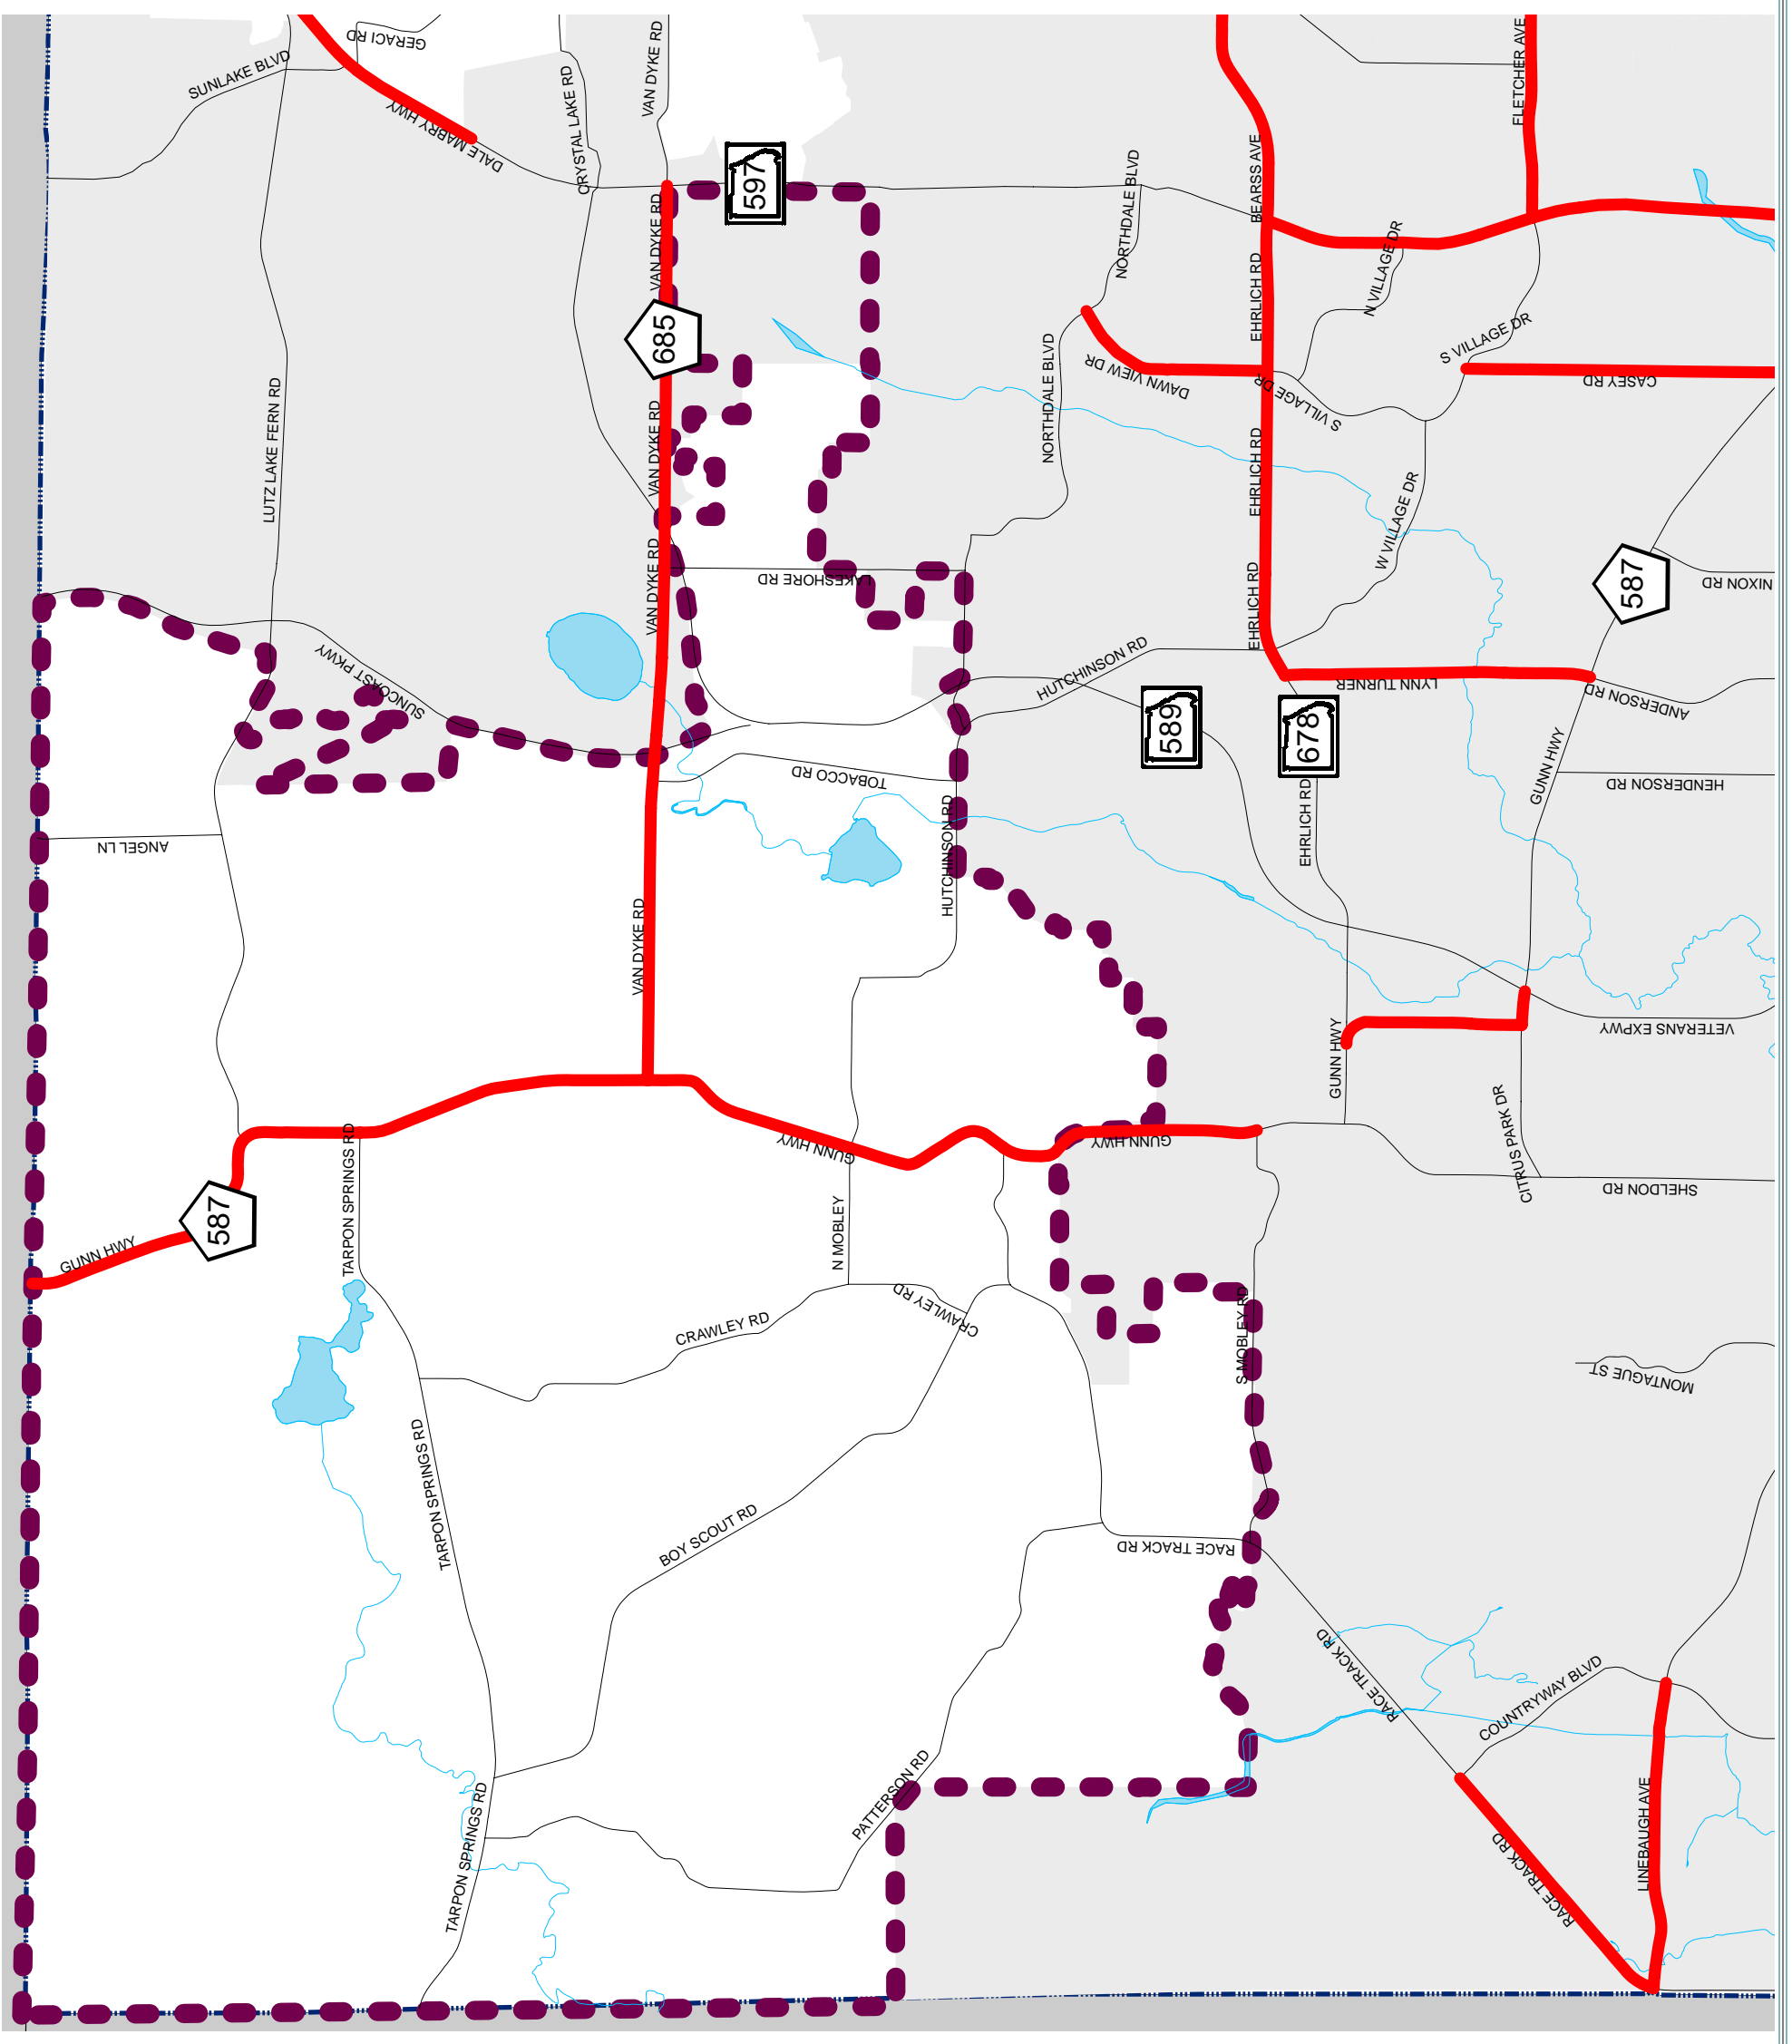 GERACI RD
SUNLAKE BLVD
DALE MABRY HWY
CRYSTAL LAKE RD
VAN DYKE RD
FLETCHER AVE
BEARSS AVE
NORTHDALE BLVD
597
VAN DYKE RD
EHRLICH RD
N VILLAGE DR
685
S VILLAGE DR
DAWN VIEW DR
CASEY RD
NORTHDALE BLVD
S VILLAGE DR
LUTZ LAKE FERN RD
VAN DYKE RD
EHRLICH RD
W VILLAGE DR
LAKESHORE RD
587
NIXON RD
VAN DYKE RD
EHRLICH RD
SUNCOAST PKWY
HUTCHINSON RD
LYNN TURNER
ANDERSON RD
589
678
TOBACCO RD
GUNN HWY
HENDERSON RD
EHRLICH RD
HUTCHINSON RD
ANGEL LN
VAN DYKE RD
VETERANS EXPWY
GUNN HWY
GUNN HWY
GUNN HWY
CITRUS PARK DR
SHELDON RD
TARPON SPRINGS RD
587
N MOBLEY
GUNN HWY
CRAWLEY RD
CRAWLEY RD
S MOBLEY RD
MONTAGUE ST
TARPON SPRINGS RD
BOY SCOUT RD
RACE TRACK RD
RACE TRACK RD
COUNTRYWAY BLVD
PATTERSON RD
TARPON SPRINGS RD
RACE TRACK RD
LINEBAUGH AVE